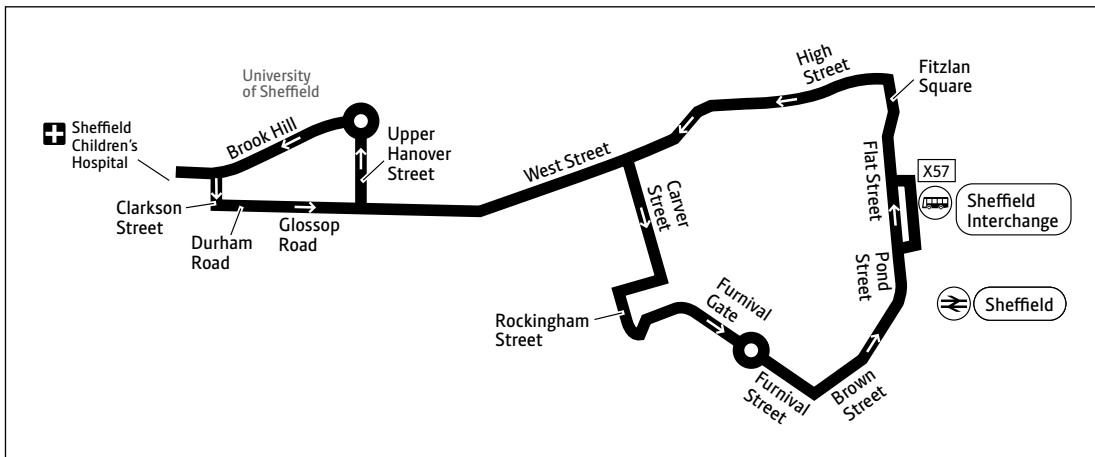 University
of Sheffield
High
Street
Fitzlan
Square
Sheffield
Children's
Hospital
Brook Hill
Upper
Hanover
Street
West Street
Carver
Street
Flat Street
X57
Sheffield
Interchange
Clarkson
Street
Durham
Road
Glossop
Road
Pond
Street
Rockingham
Street
Furnival
Gate
Sheffield
Furnival
Street
Brown
Street